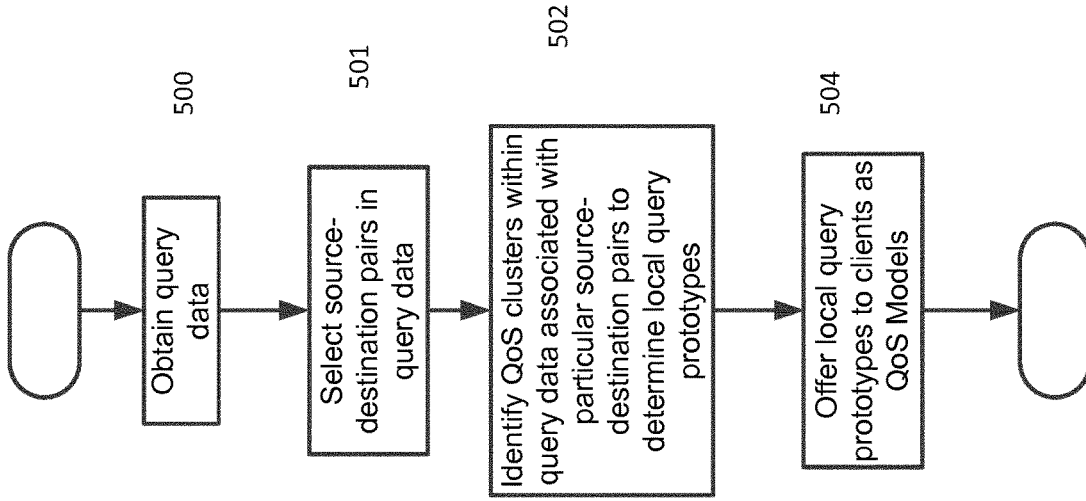 500
Obtain query
data
501
Select source-
destination pairs in
query data
502
Identify QoS clusters within
query data associated with
particular source-
destination pairs to
determine local query
prototypes
504
Offer local query
prototypes to clients as
QoS Models